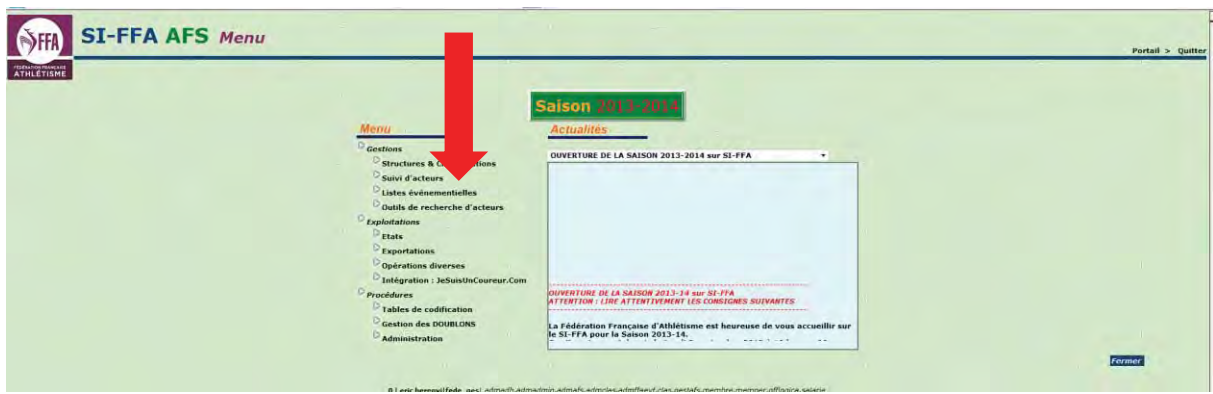 FFA
FÉDÉRATION FRANÇAISE
ATHLÉTISME
SI-FFA AFS Menu
Portail > Quitter
Saison 2013-2014
Menu
Gestions
Structures &
Suivi d'acteurs
Listes événementielles
Outils de recherche d'acteurs
Exploitations
Etats
Exportations
Opérations diverses
Intégration : JeSuisUnCoureur.Com
Procédures
Tables de codification
Gestion des DOUBLONS
Administration
Actualités
OUVERTURE DE LA SAISON 2013-2014 sur SI-FFA
OUVERTURE DE LA SAISON 2013-14 sur SI-FFA
ATTENTION : LIRE ATTENTIVEMENT LES CONSIGNES SUIVANTES
La Fédération Française d'Athlétisme est heureuse de vous accueillir sur
le SI-FFA pour la Saison 2013-14.
Fermer